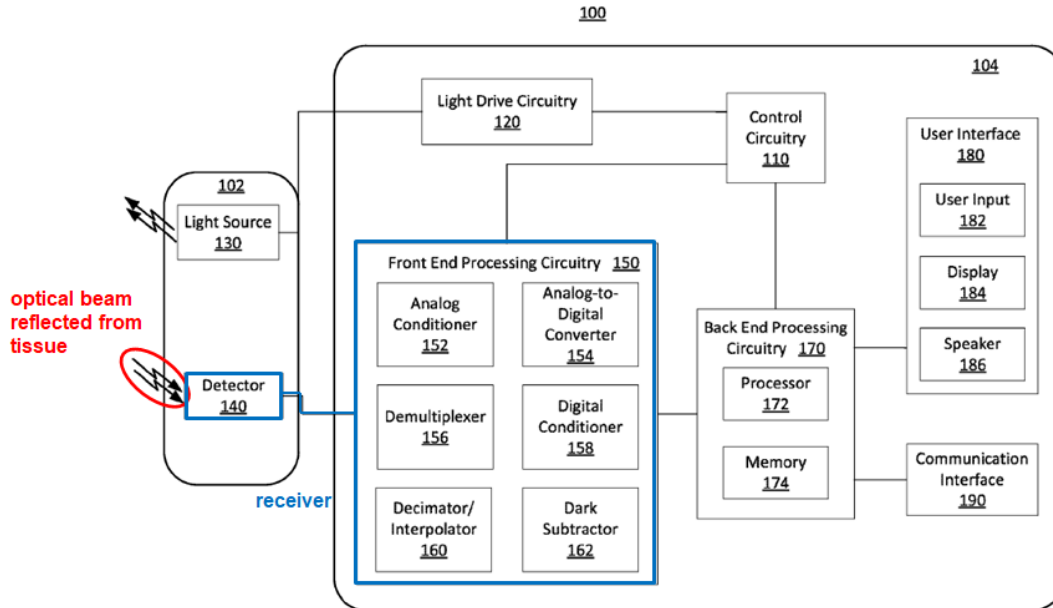 100
104
Light Drive Circuitry
120
Control
Circuitry
110
User Interface
180
User Input
182
Display
184
Speaker
186
102
Light Source
130
optical beam
reflected from
tissue
Detector
140
receiver
Front End Processing Circuitry 150
Analog
Conditioner
152
Analog-to-
Digital
Converter
154
Demultiplexer
156
Digital
Conditioner
158
Decimator/
Interpolator
160
Dark
Subtractor
162
Back End Processing
Circuitry 170
Processor
172
Memory
174
Communication
Interface
190